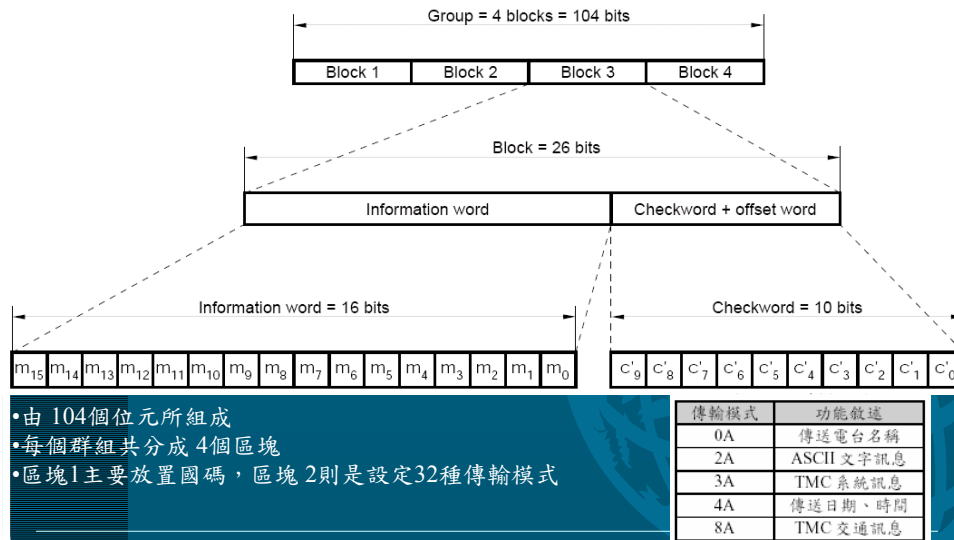 Group = 4 blocks = 104 bits
Block 1 Block 2 Block 3 Block 4
Block = 26 bits
Information word Checkword + offset word
Information word = 16 bits Checkword = 10 bits
m15 m14 m13 m12 m11 m10 m9 m8 m7 m6 m5 m4 m3 m2 m1 m0 c'9 c'8 c'7 c'6 c'5 c'4 c'3 c'2 c'1 c'0
•由 104個位元所組成
•每個群組共分成 4個區塊
•區塊1主要放置國碼，區塊 2則是設定32種傳輸模式
傳輸模式 功能敘述
0A 傳送電台名稱
2A ASCII 文字訊息
3A TMC 系統訊息
4A 傳送日期、時間
8A TMC 交通訊息